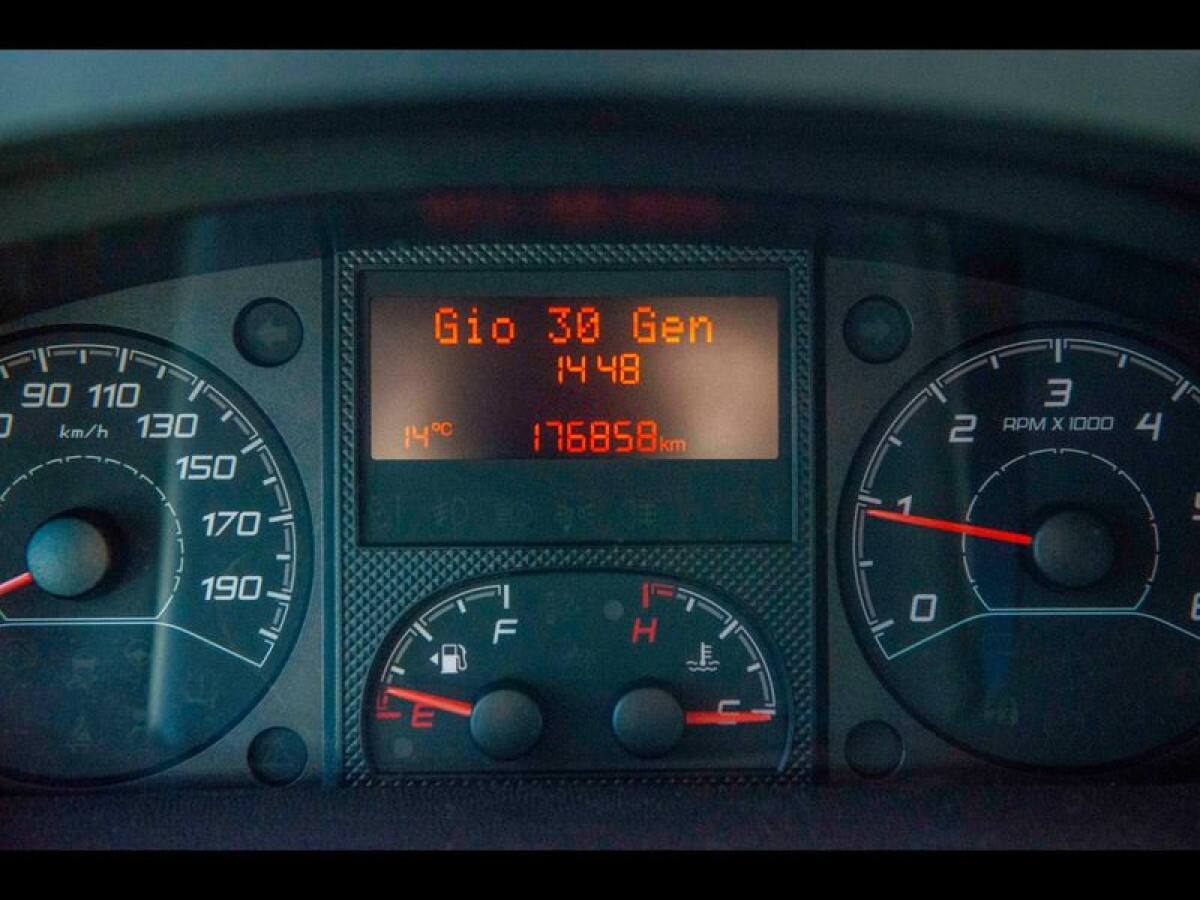 Gio 30 Gen
14 48
14°C 176858km
90 110 130 150 170 190
km/h
0 1 2 3 4
RPM X 1000
F
E
H
C